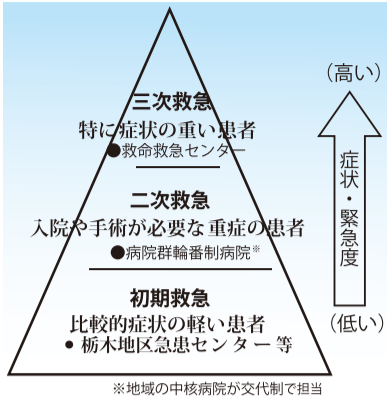 三次救急
特に症状の重い患者
●救命救急センター
二次救急
入院や手術が必要な重症の患者
●病院群輪番制病院※
初期救急
比較的症状の軽い患者
●栃木地区急患センター等
(高い)
症状・緊急度
(低い)
※地域の中核病院が交代制で担当